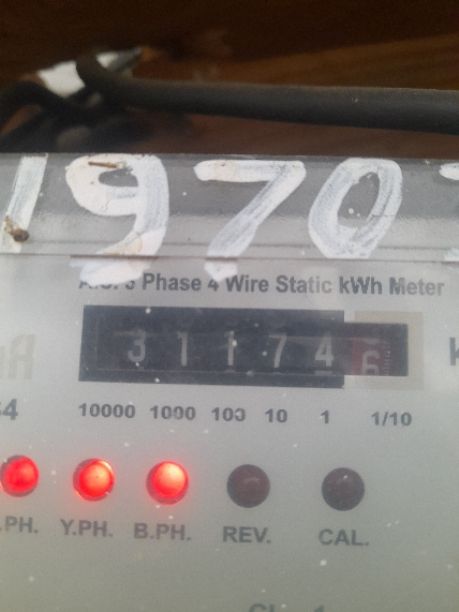 1970
Phase 4 Wire Static kWh Meter
3 1 1 7 4 6
10000 1000 100 10 1 1/10
.PH. Y.PH. B.PH. REV. CAL.